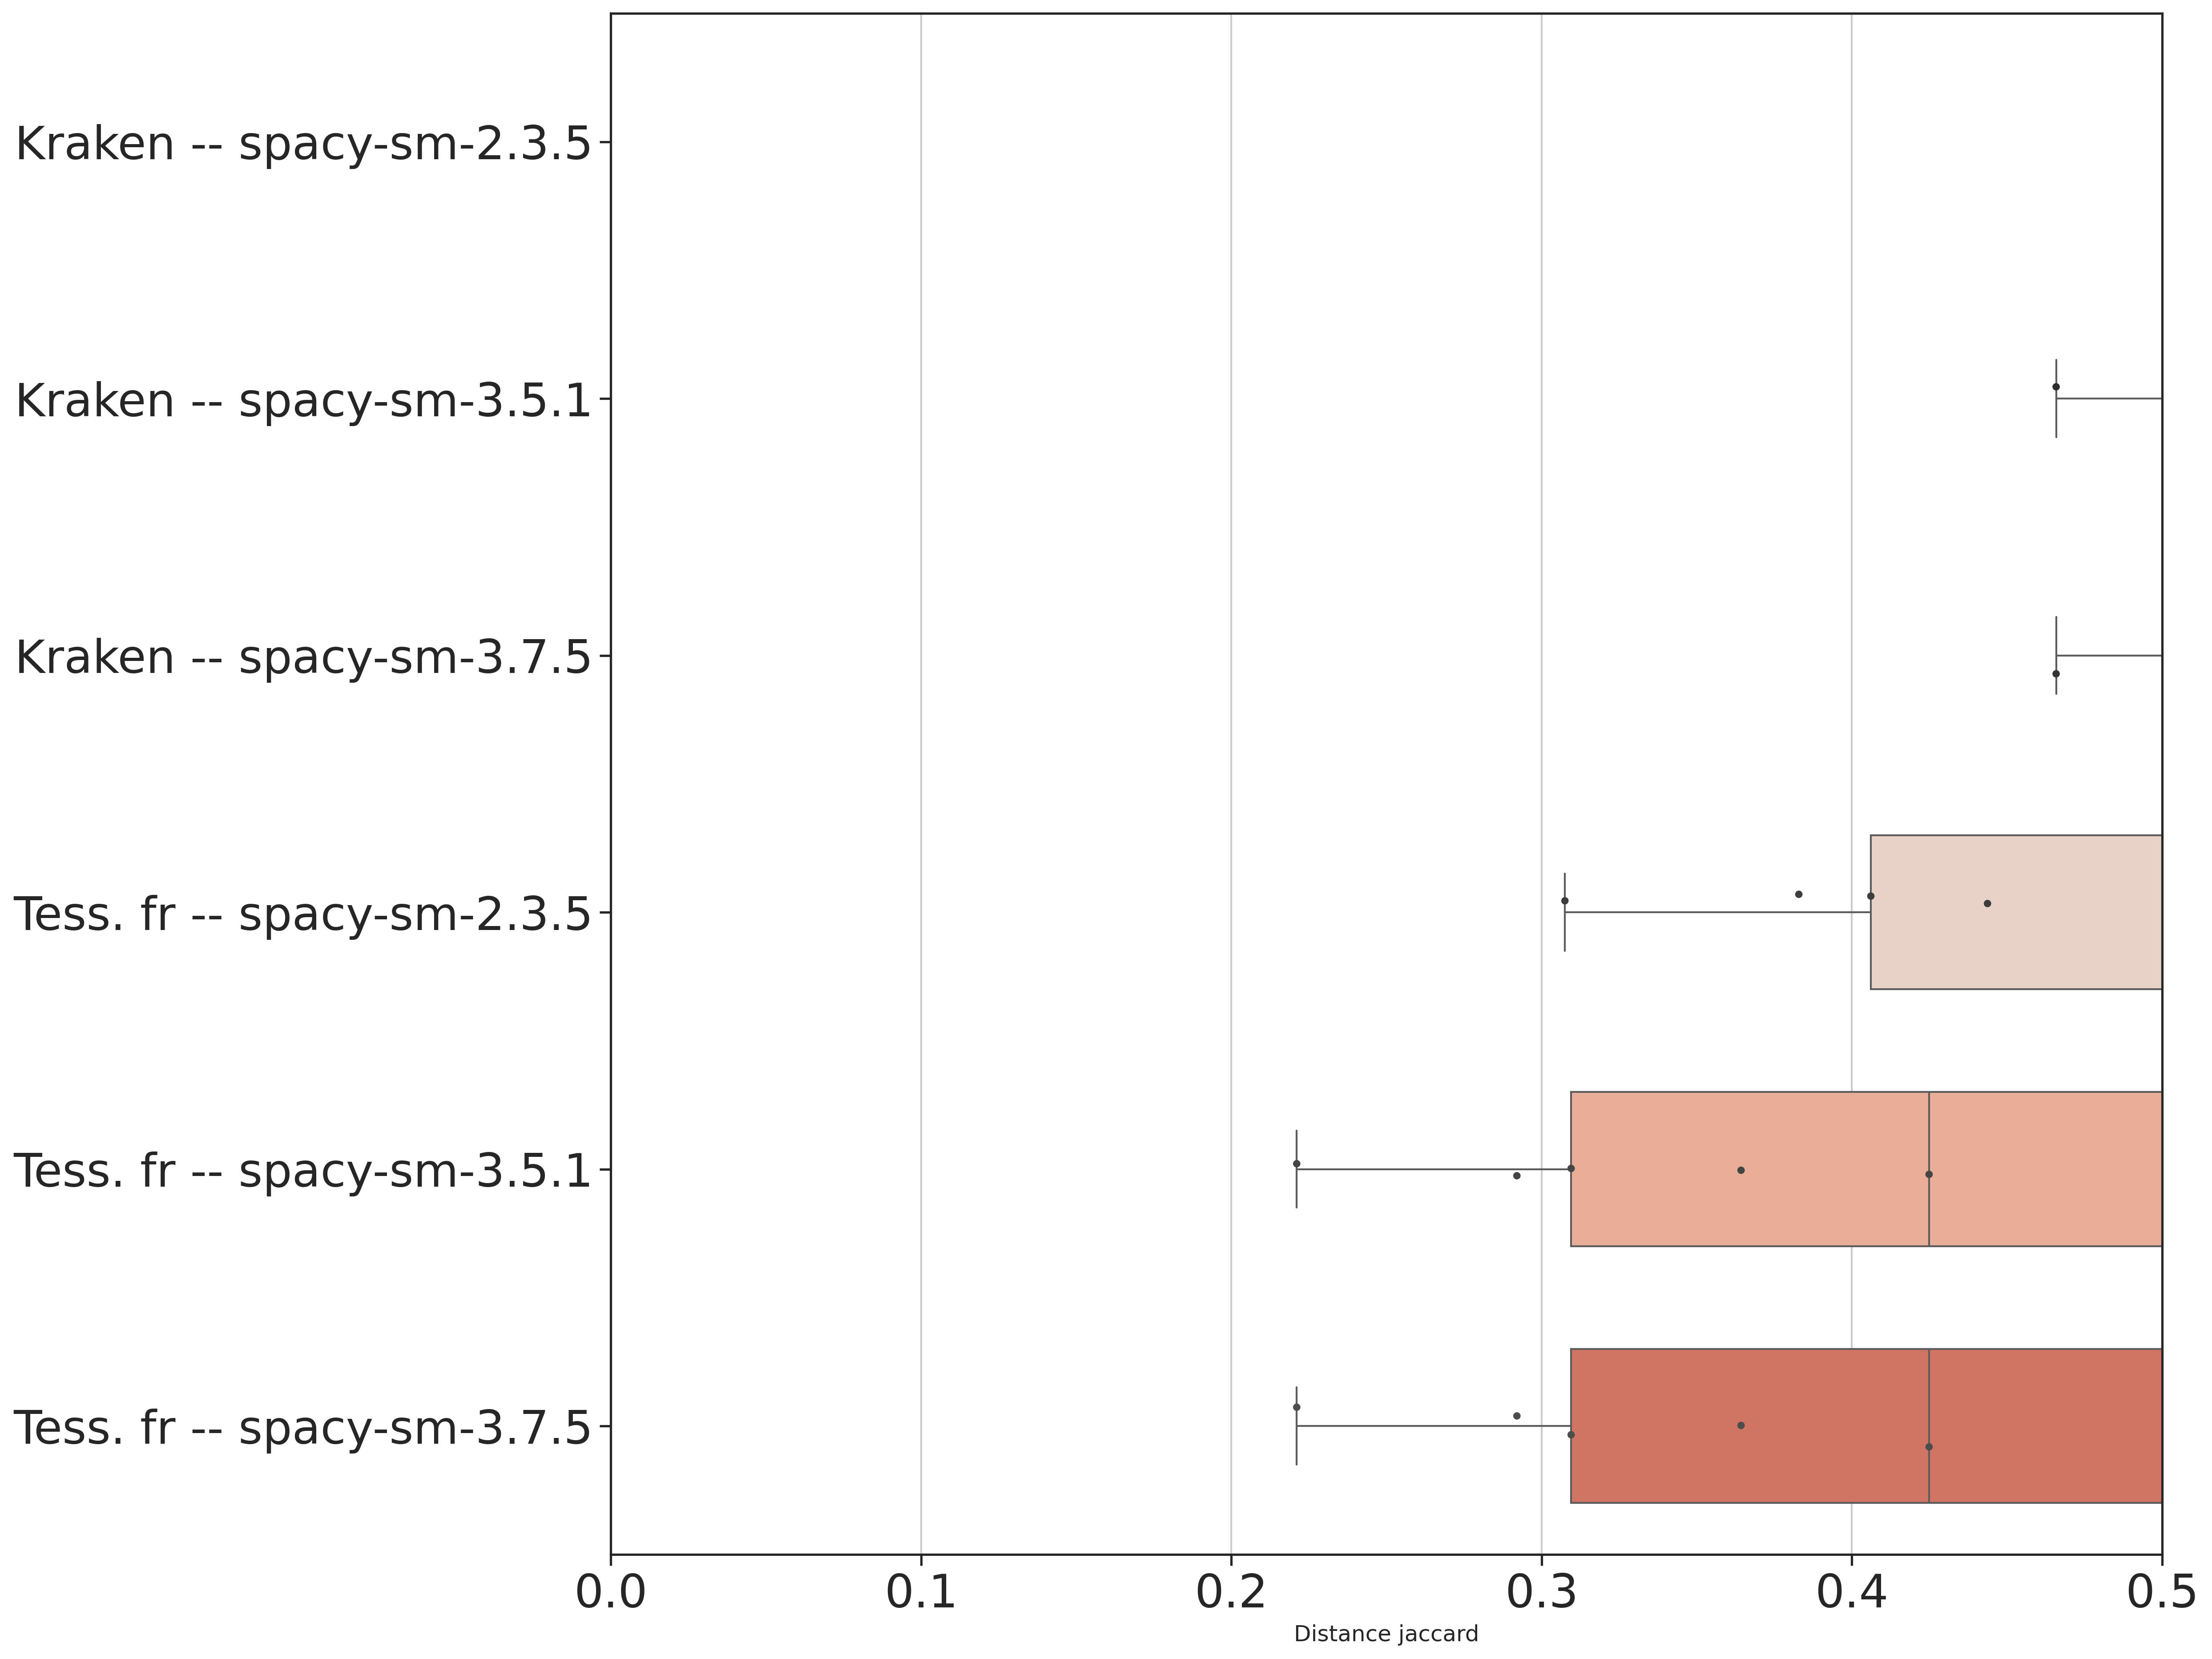 Kraken -- spacy-sm-2.3.5
Kraken -- spacy-sm-3.5.1
Kraken -- spacy-sm-3.7.5
Tess. fr -- spacy-sm-2.3.5
Tess. fr -- spacy-sm-3.5.1
Tess. fr -- spacy-sm-3.7.5
0.0 0.1 0.2 0.3 0.4 0.5
Distance jaccard